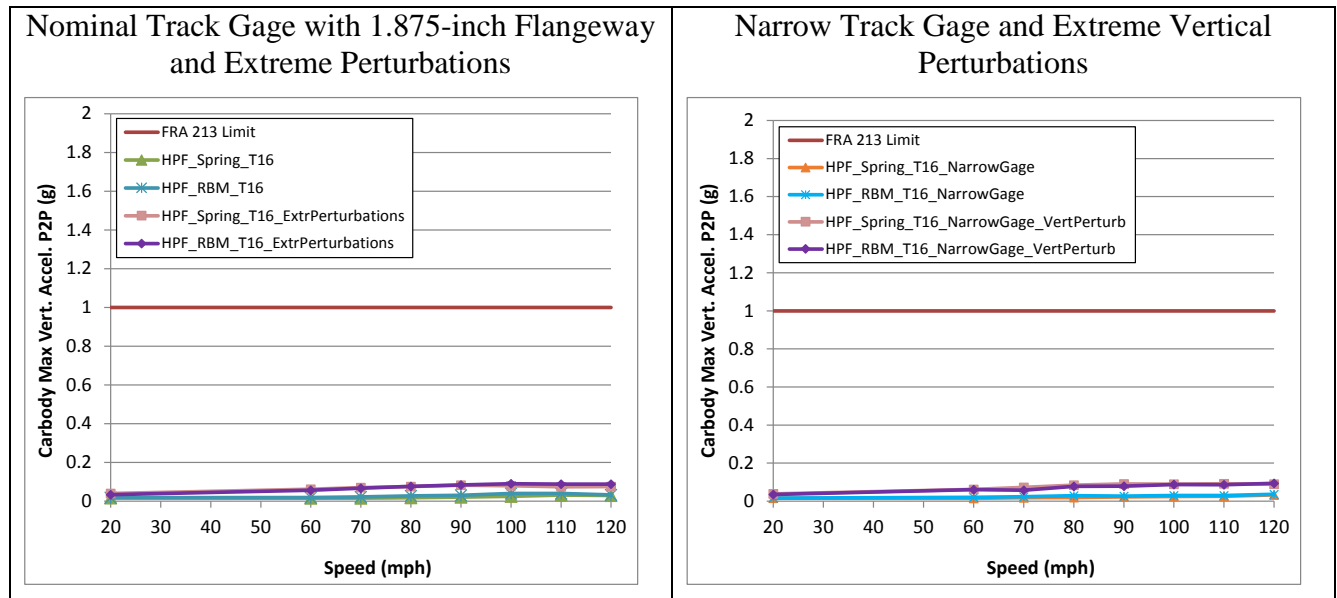 Nominal Track Gage with 1.875-inch Flangeway
and Extreme Perturbations
Carbody Max Vert. Accel. P2P (g)
2
1.8
1.6
1.4
1.2
1
0.8
0.6
0.4
0.2
0
FRA 213 Limit
HPF_Spring_T16
HPF_RBM_T16
HPF_Spring_T16_ExtrPerturbations
HPF_RBM_T16_ExtrPerturbations
20 30 40 50 60 70 80 90 100 110 120
Speed (mph)
Narrow Track Gage and Extreme Vertical
Perturbations
Carbody Max Vert. Accel. P2P (g)
2
1.8
1.6
1.4
1.2
1
0.8
0.6
0.4
0.2
0
FRA 213 Limit
HPF_Spring_T16_NarrowGage
HPF_RBM_T16_NarrowGage
HPF_Spring_T16_NarrowGage_VertPerturb
HPF_RBM_T16_NarrowGage_VertPerturb
20 30 40 50 60 70 80 90 100 110 120
Speed (mph)